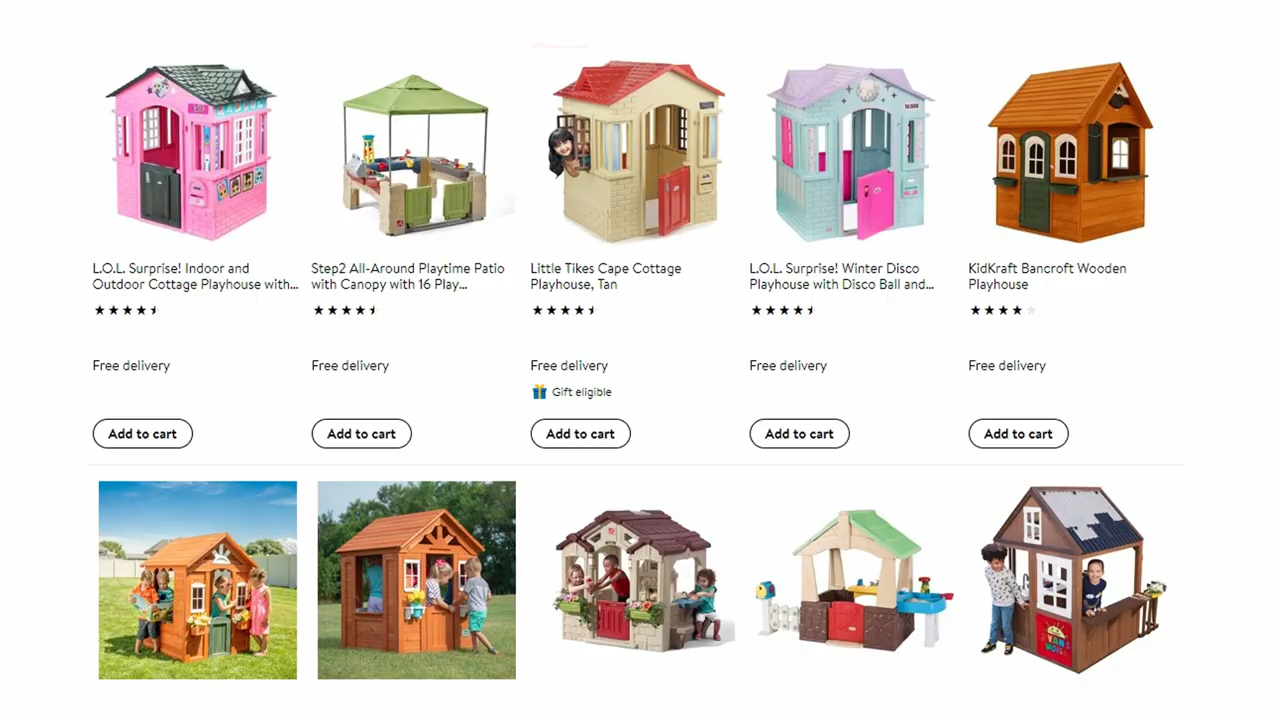 L.O.L. Surprise! Indoor and
Outdoor Cottage Playhouse with...
Free delivery
Add to cart
Step2 All-Around Playtime Patio
with Canopy with 16 Play...
Free delivery
Add to cart
Little Tikes Cape Cottage
Playhouse, Tan
Free delivery
Gift eligible
Add to cart
L.O.L. Surprise! Winter Disco
Playhouse with Disco Ball and...
Free delivery
Add to cart
KidKraft Bancroft Wooden
Playhouse
Free delivery
Add to cart